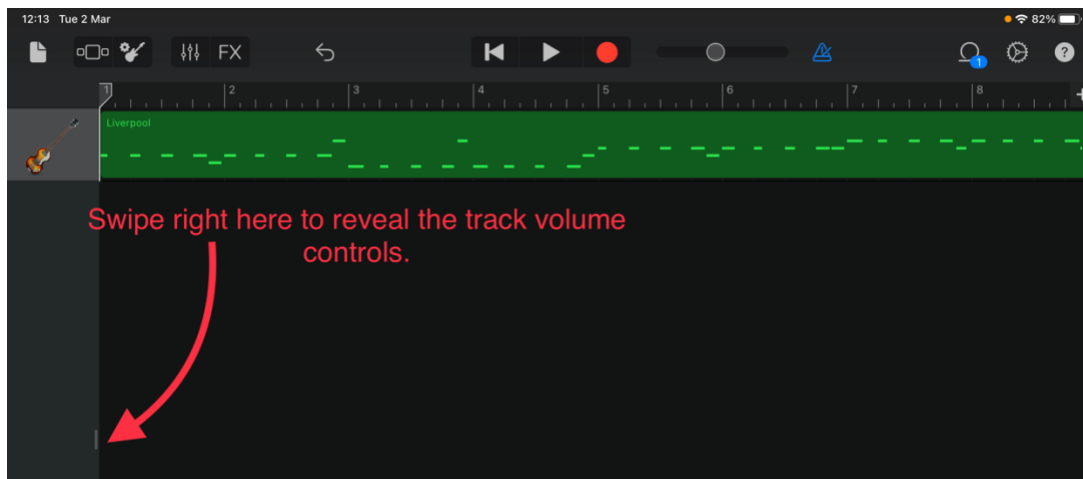 12:13 Tue 2 Mar
82%
FX
1
?
1 2 3 4 5 6 7 8
Liverpool
Swipe right here to reveal the track volume
controls.